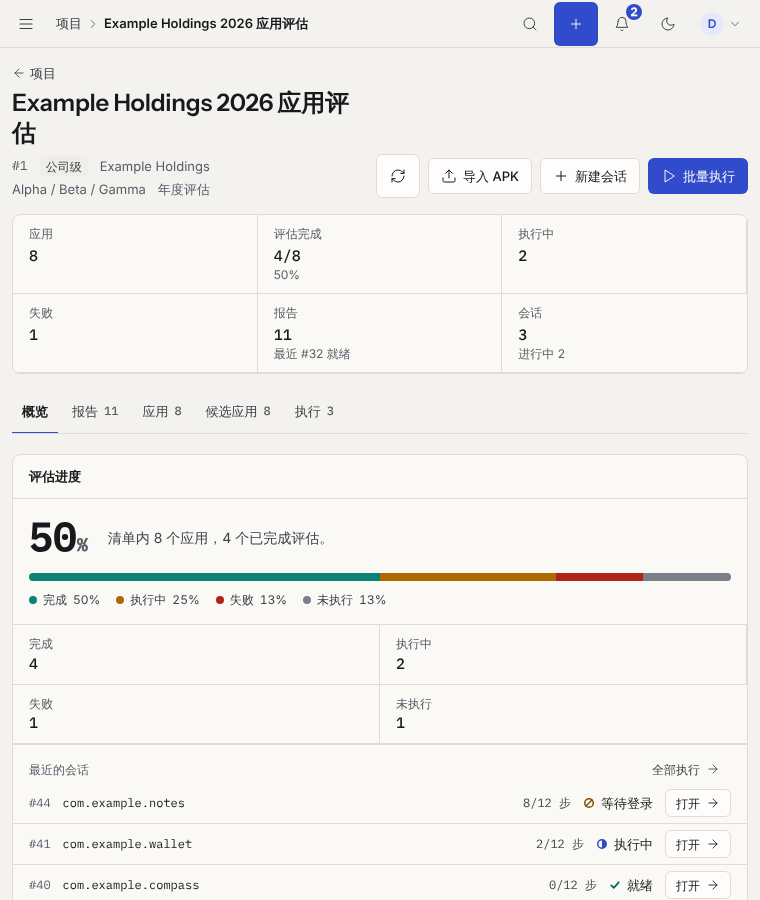 项目 > Example Holdings 2026 应用评估
2
D
← 项目
Example Holdings 2026 应用评
估
#1 公司级 Example Holdings
Alpha / Beta / Gamma 年度评估
导入 APK
新建会话
批量执行
应用
8
评估完成
4/8
50%
执行中
2
失败
1
报告
11
最近 #32 就绪
会话
3
进行中 2
概览 报告 11 应用 8 候选应用 8 执行 3
评估进度
50% 清单内 8 个应用，4 个已完成评估。
完成 50% 执行中 25% 失败 13% 未执行 13%
完成
4
执行中
2
失败
1
未执行
1
最近的会话 全部执行 →
#44 com.example.notes 8/12 步 等待登录 打开 →
#41 com.example.wallet 2/12 步 执行中 打开 →
#40 com.example.compass 0/12 步 就绪 打开 →